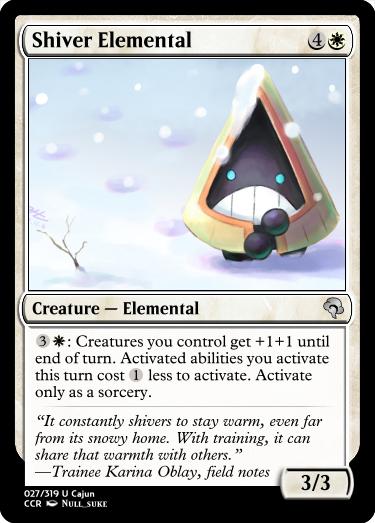 Shiver Elemental 4
Creature — Elemental
3 : Creatures you control get +1+1 until
end of turn. Activated abilities you activate
this turn cost 1 less to activate. Activate
only as a sorcery.
“It constantly shivers to stay warm, even far
from its snowy home. With training, it can
share that warmth with others.”
—Trainee Karina Oblay, field notes
3/3
027/319 U Cajun
CCR Null_suke